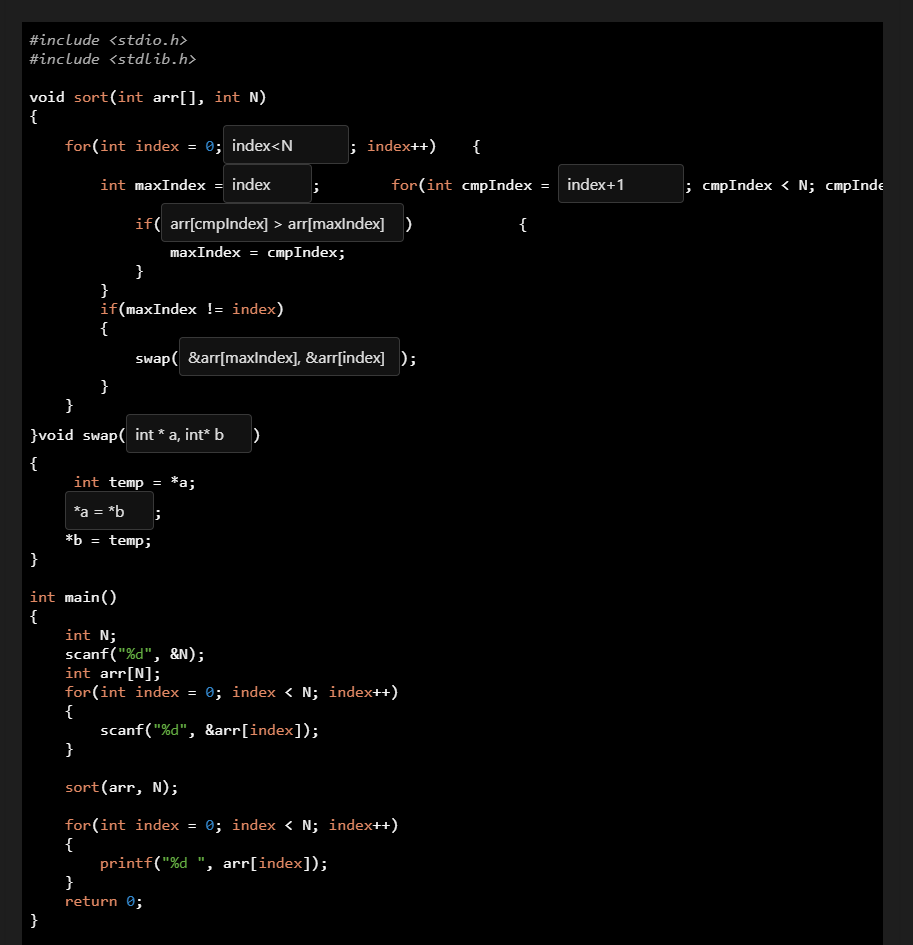 #include <stdio.h>
#include <stdlib.h>
void sort(int arr[], int N)
{
for(int index = 0; index<N ; index++) {
int maxIndex = index ; for(int cmpIndex = index+1 ; cmpIndex < N; cmpInde
if( arr[cmpIndex] > arr[maxIndex] ) {
maxIndex = cmpIndex;
}
}
if(maxIndex != index)
{
swap( &arr[maxIndex], &arr[index] );
}
}
}void swap( int * a, int* b )
{
int temp = *a;
*a = *b ;
*b = temp;
}
int main()
{
int N;
scanf("%d", &N);
int arr[N];
for(int index = 0; index < N; index++)
{
scanf("%d", &arr[index]);
}
sort(arr, N);
for(int index = 0; index < N; index++)
{
printf("%d ", arr[index]);
}
return 0;
}